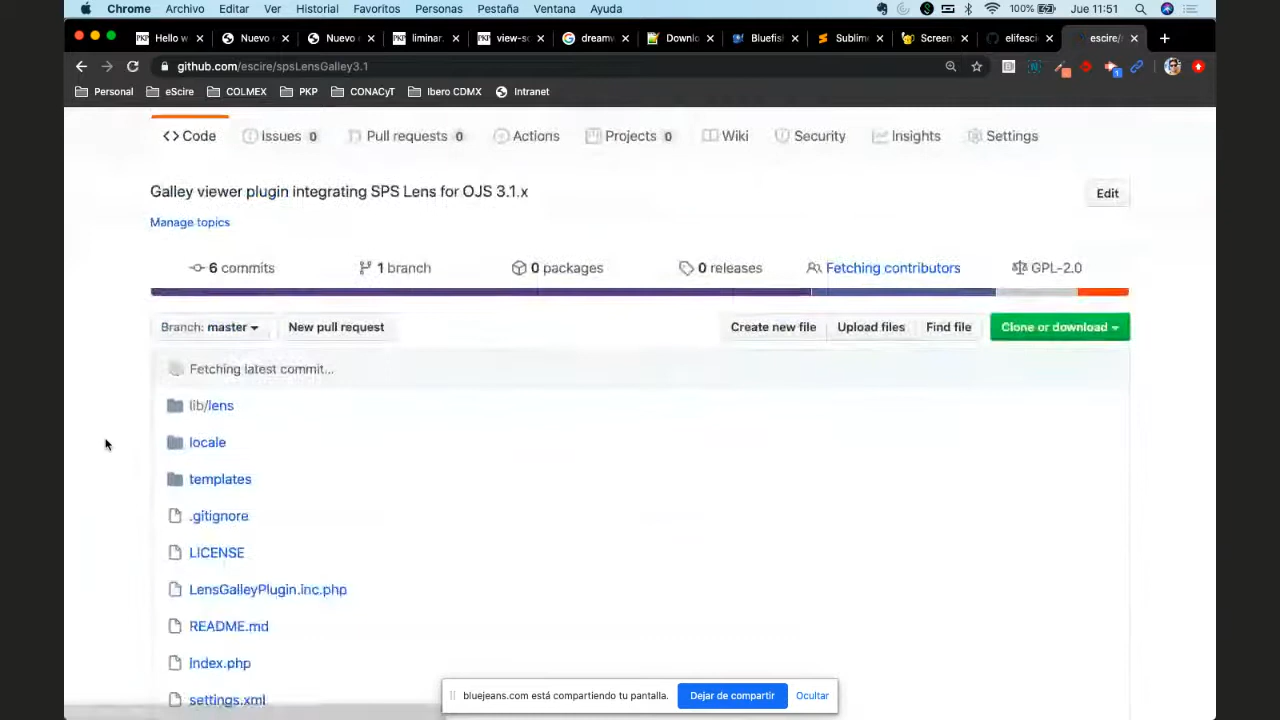 Chrome Archivo Editar Ver Historial Favoritos Personas Pestaña Ventana Ayuda 100% Jue 11:51
Hello w Nuevo Nuevo liminar. view-so dreamw Downlo Bluefis Sublime Screen elifesci escire/
github.com/escire/spsLensGalley3.1
Personal eScire COLMEX PKP CONACyT Ibero CDMX Intranet
Code Issues 0 Pull requests 0 Actions Projects 0 Wiki Security Insights Settings
Galley viewer plugin integrating SPS Lens for OJS 3.1.x Edit
Manage topics
6 commits 1 branch 0 packages 0 releases Fetching contributors GPL-2.0
Branch: master New pull request Create new file Upload files Find file Clone or download
Fetching latest commit...
lib/lens
locale
templates
.gitignore
LICENSE
LensGalleyPlugin.inc.php
README.md
index.php
settings.xml
bluejeans.com está compartiendo tu pantalla. Dejar de compartir Ocultar